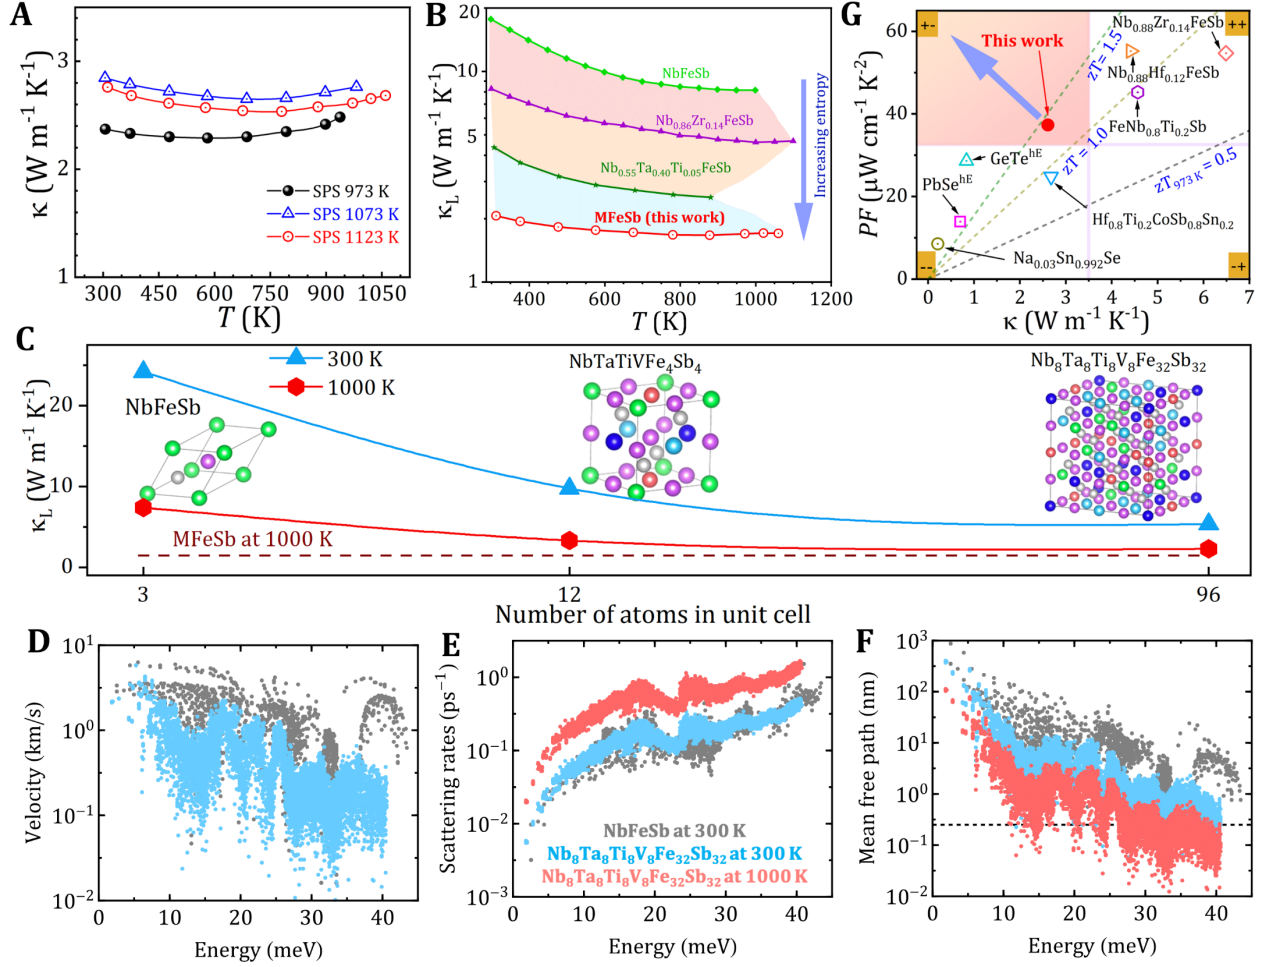 A
κ (W m⁻¹ K⁻¹)
3
2
1
SPS 973 K
SPS 1073 K
SPS 1123 K
300 450 600 750 900 1050
T (K)
B
κL (W m⁻¹ K⁻¹)
20
10
5
1
NbFeSb
Nb0.86Zr0.14FeSb
Nb0.55Ta0.40Ti0.05FeSb
MFeSb (this work)
Increasing entropy
400 600 800 1000 1200
T (K)
G
PF (μW cm⁻¹ K⁻²)
60
40
20
0
+-
++
--
-+
This work
zT = 1.5
zT = 1.0
zT973 K = 0.5
Nb0.88Zr0.14FeSb
Nb0.88Hf0.12FeSb
FeNb0.8Ti0.2Sb
GeTehE
PbSehE
Hf0.8Ti0.2CoSb0.8Sn0.2
Na0.03Sn0.992Se
0 1 2 3 4 5 6 7
κ (W m⁻¹ K⁻¹)
C
κL (W m⁻¹ K⁻¹)
20
10
0
300 K
1000 K
NbFeSb
NbTaTiVFe4Sb4
Nb8Ta8Ti8V8Fe32Sb32
MFeSb at 1000 K
3 12 96
Number of atoms in unit cell
D
Velocity (km/s)
10¹
10⁰
10⁻¹
10⁻²
0 10 20 30 40
Energy (meV)
E
Scattering rates (ps⁻¹)
10⁰
10⁻¹
10⁻²
10⁻³
NbFeSb at 300 K
Nb8Ta8Ti8V8Fe32Sb32 at 300 K
Nb8Ta8Ti8V8Fe32Sb32 at 1000 K
0 10 20 30 40
Energy (meV)
F
Mean free path (nm)
10³
10²
10¹
10⁰
10⁻¹
10⁻²
0 10 20 30 40
Energy (meV)